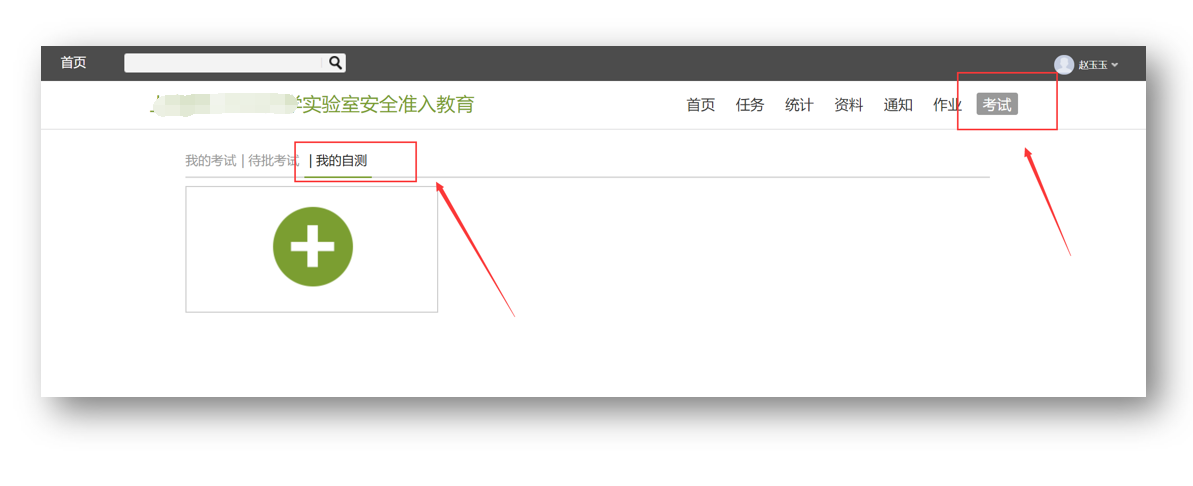 首页
赵玉玉
实验室安全准入教育
首页 任务 统计 资料 通知 作业 考试
我的考试 | 待批考试 | 我的自测